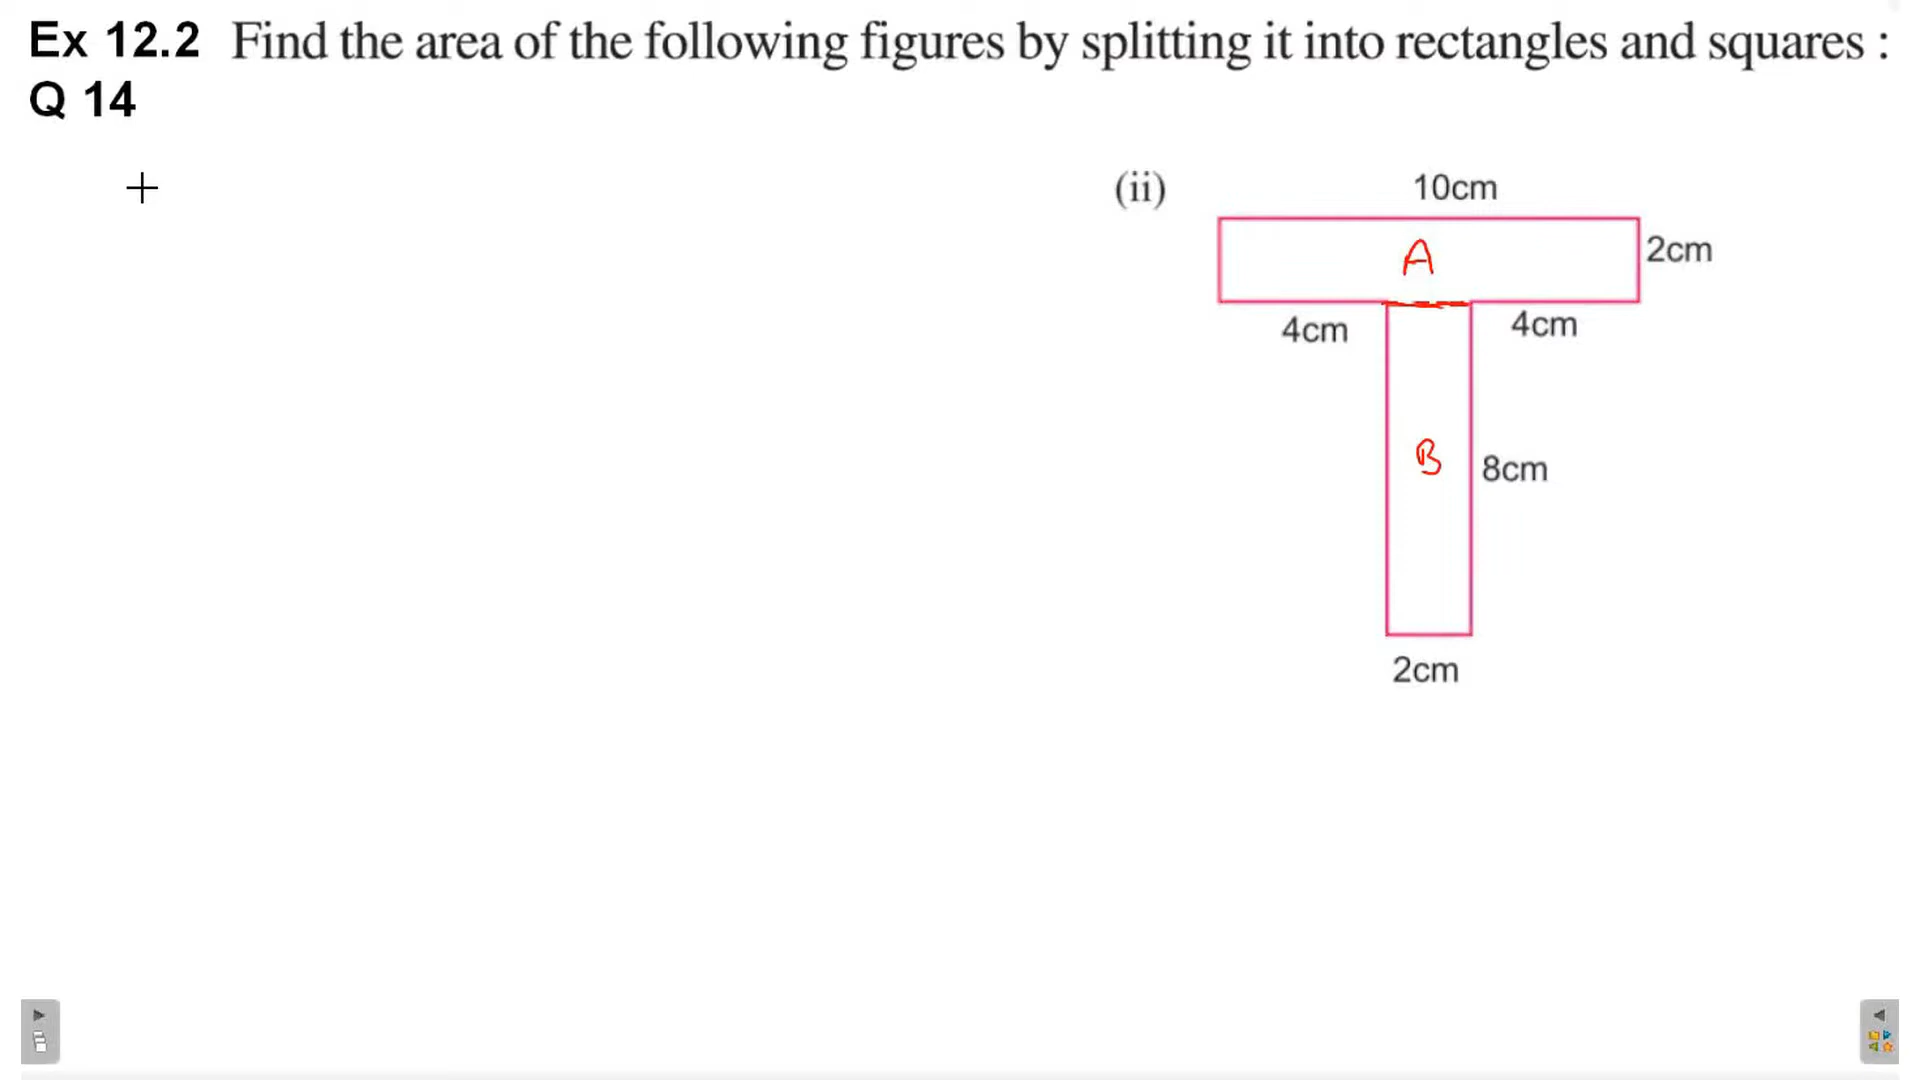 Ex 12.2 Find the area of the following figures by splitting it into rectangles and squares :
Q 14
(ii)
10cm
A
2cm
4cm
4cm
B
8cm
2cm